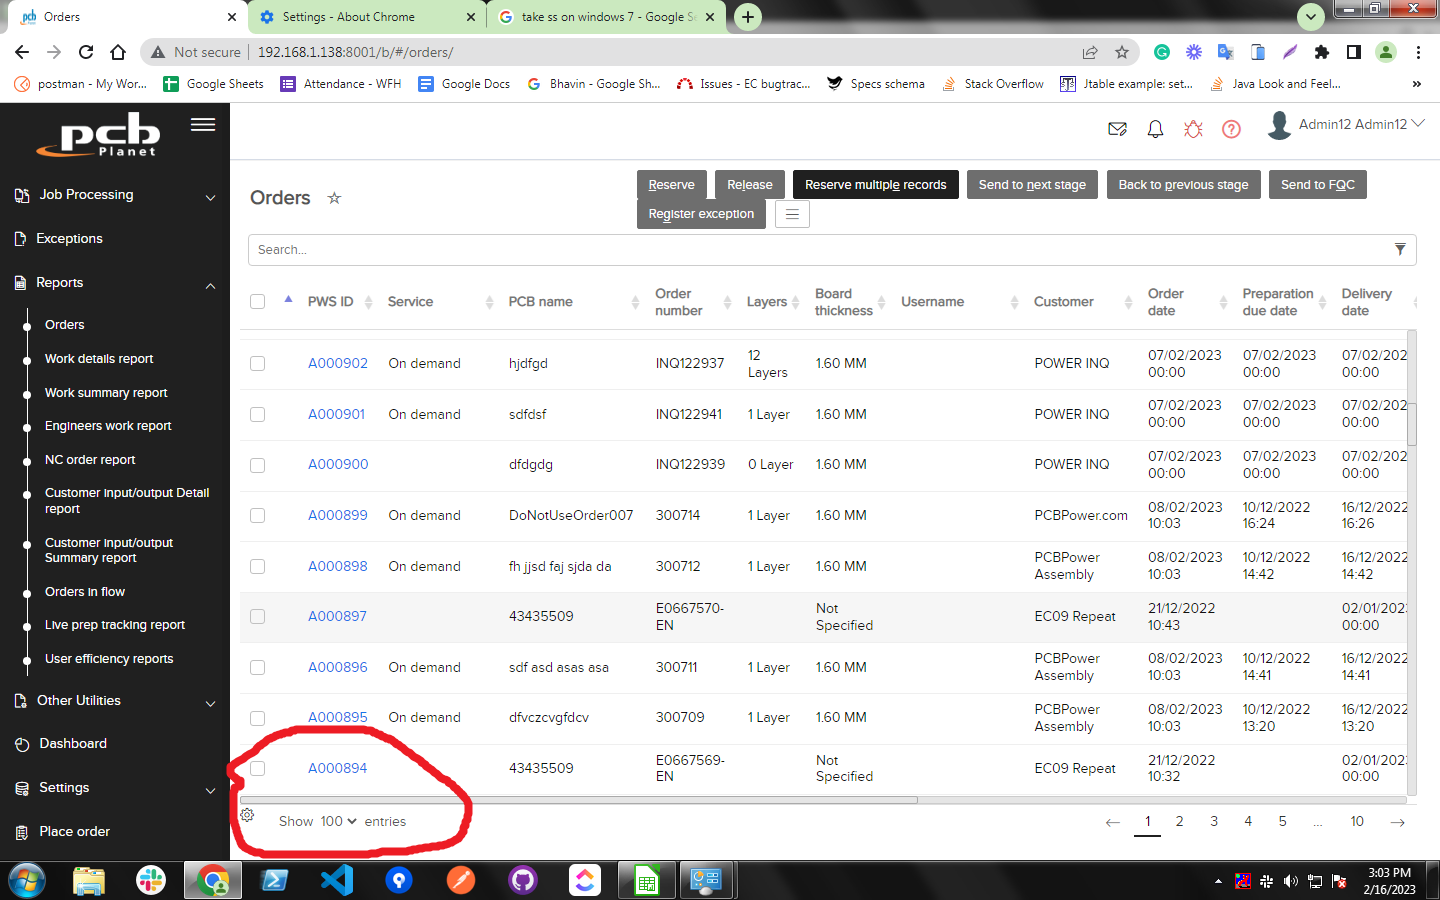 Orders
Settings - About Chrome
take ss on windows 7 - Google Se
Not secure
192.168.1.138:8001/b/#/orders/
postman - My Wor...
Google Sheets
Attendance - WFH
Google Docs
Bhavin - Google Sh...
Issues - EC bugtrac...
Specs schema
Stack Overflow
Jtable example: set...
Java Look and Feel...
»
pcb
Planet
Admin12 Admin12
Job Processing
Exceptions
Reports
Orders
Work details report
Work summary report
Engineers work report
NC order report
Customer input/output Detail
report
Customer input/output
Summary report
Orders in flow
Live prep tracking report
User efficiency reports
Other Utilities
Dashboard
Settings
Place order
Orders
Reserve
Release
Reserve multiple records
Send to next stage
Back to previous stage
Send to FQC
Register exception
Search...
PWS ID Service PCB name Order number Layers Board thickness Username Customer Order date Preparation due date Delivery date
A000902 On demand hjdfgd INQ122937 12 Layers 1.60 MM POWER INQ 07/02/2023 00:00 07/02/2023 00:00 07/02/202 00:00
A000901 On demand sdfdsf INQ122941 1 Layer 1.60 MM POWER INQ 07/02/2023 00:00 07/02/2023 00:00 07/02/202 00:00
A000900 dfdgdg INQ122939 0 Layer 1.60 MM POWER INQ 07/02/2023 00:00 07/02/2023 00:00 07/02/202 00:00
A000899 On demand DoNotUseOrder007 300714 1 Layer 1.60 MM PCBPower.com 08/02/2023 10:03 10/12/2022 16:24 16/12/2022 16:26
A000898 On demand fh jjsd faj sjda da 300712 1 Layer 1.60 MM PCBPower Assembly 08/02/2023 10:03 10/12/2022 14:42 16/12/2022 14:42
A000897 43435509 E0667570-EN Not Specified EC09 Repeat 21/12/2022 10:43 02/01/202 00:00
A000896 On demand sdf asd asas asa 300711 1 Layer 1.60 MM PCBPower Assembly 08/02/2023 10:03 10/12/2022 14:41 16/12/2022 14:41
A000895 On demand dfvczcvgfdcv 300709 1 Layer 1.60 MM PCBPower Assembly 08/02/2023 10:03 10/12/2022 13:20 16/12/2022 13:20
A000894 43435509 E0667569-EN Not Specified EC09 Repeat 21/12/2022 10:32 02/01/202 00:00
Show 100 entries
1 2 3 4 5 ... 10
3:03 PM
2/16/2023